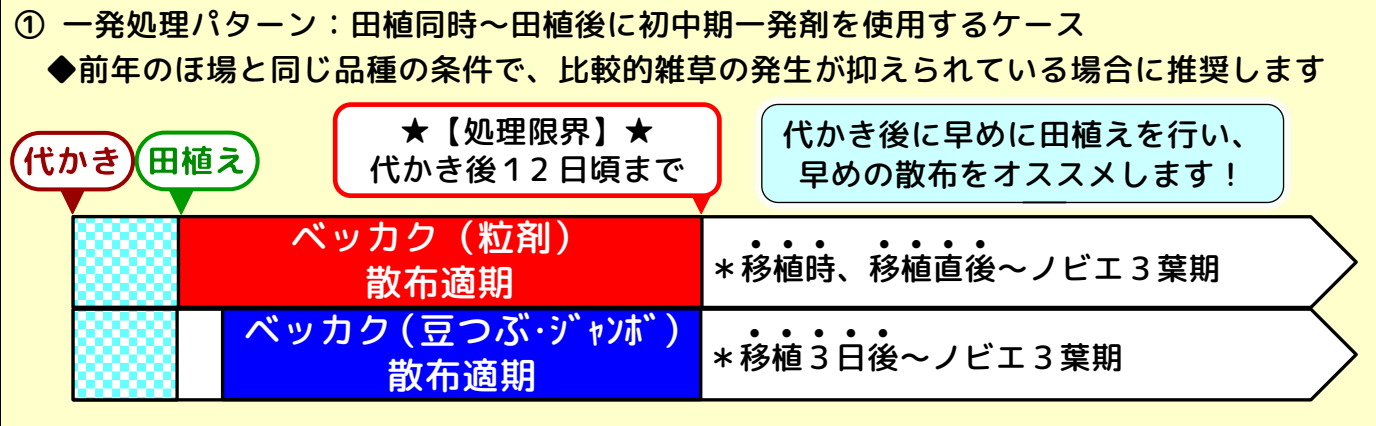 ① 一発処理パターン：田植同時～田植後に初中期一発剤を使用するケース
◆前年のほ場と同じ品種の条件で、比較的雑草の発生が抑えられている場合に推奨します
代かき
田植え
★【処理限界】★
代かき後１２日頃まで
代かき後に早めに田植えを行い、
早めの散布をオススメします！
ベッカク（粒剤）
散布適期
＊移植時、移植直後～ノビエ３葉期
ベッカク（豆つぶ･ｼﾞｬﾝﾎﾞ）
散布適期
＊移植３日後～ノビエ３葉期